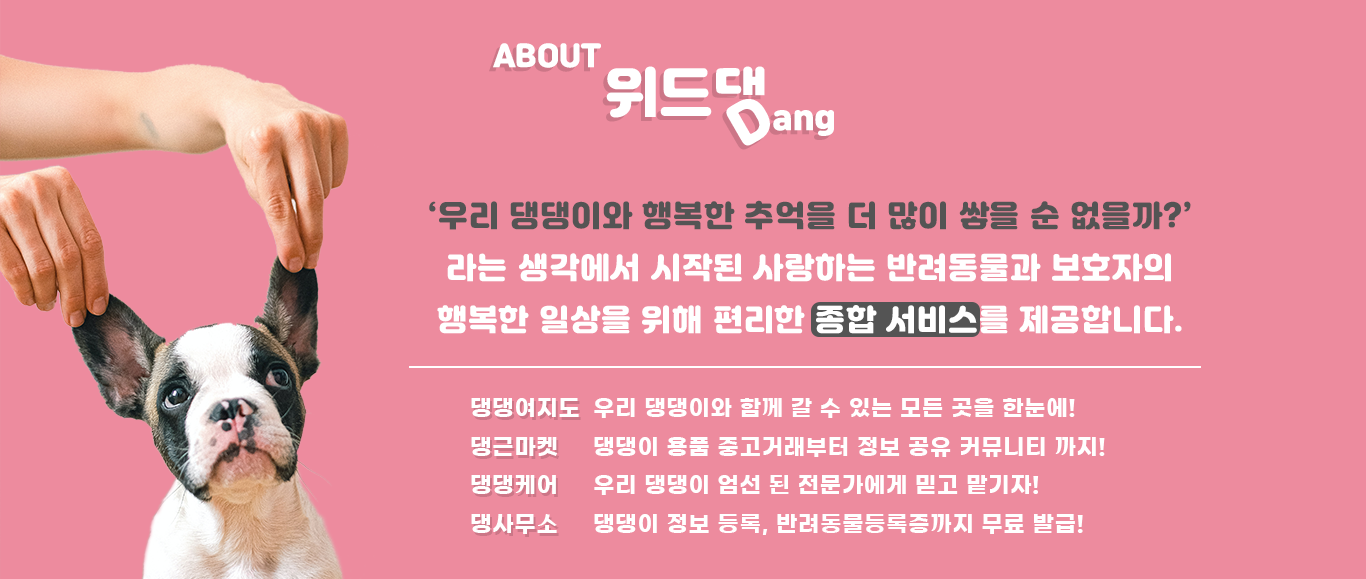 ABOUT
위드댕
Dang
‘우리 댕댕이와 행복한 추억을 더 많이 쌓을 순 없을까?’
라는 생각에서 시작된 사랑하는 반려동물과 보호자의
행복한 일상을 위해 편리한 종합 서비스를 제공합니다.
댕댕여지도 우리 댕댕이와 함께 갈 수 있는 모든 곳을 한눈에!
댕근마켓 댕댕이 용품 중고거래부터 정보 공유 커뮤니티 까지!
댕댕케어 우리 댕댕이 엄선 된 전문가에게 믿고 맡기자!
댕사무소 댕댕이 정보 등록, 반려동물등록증까지 무료 발급!